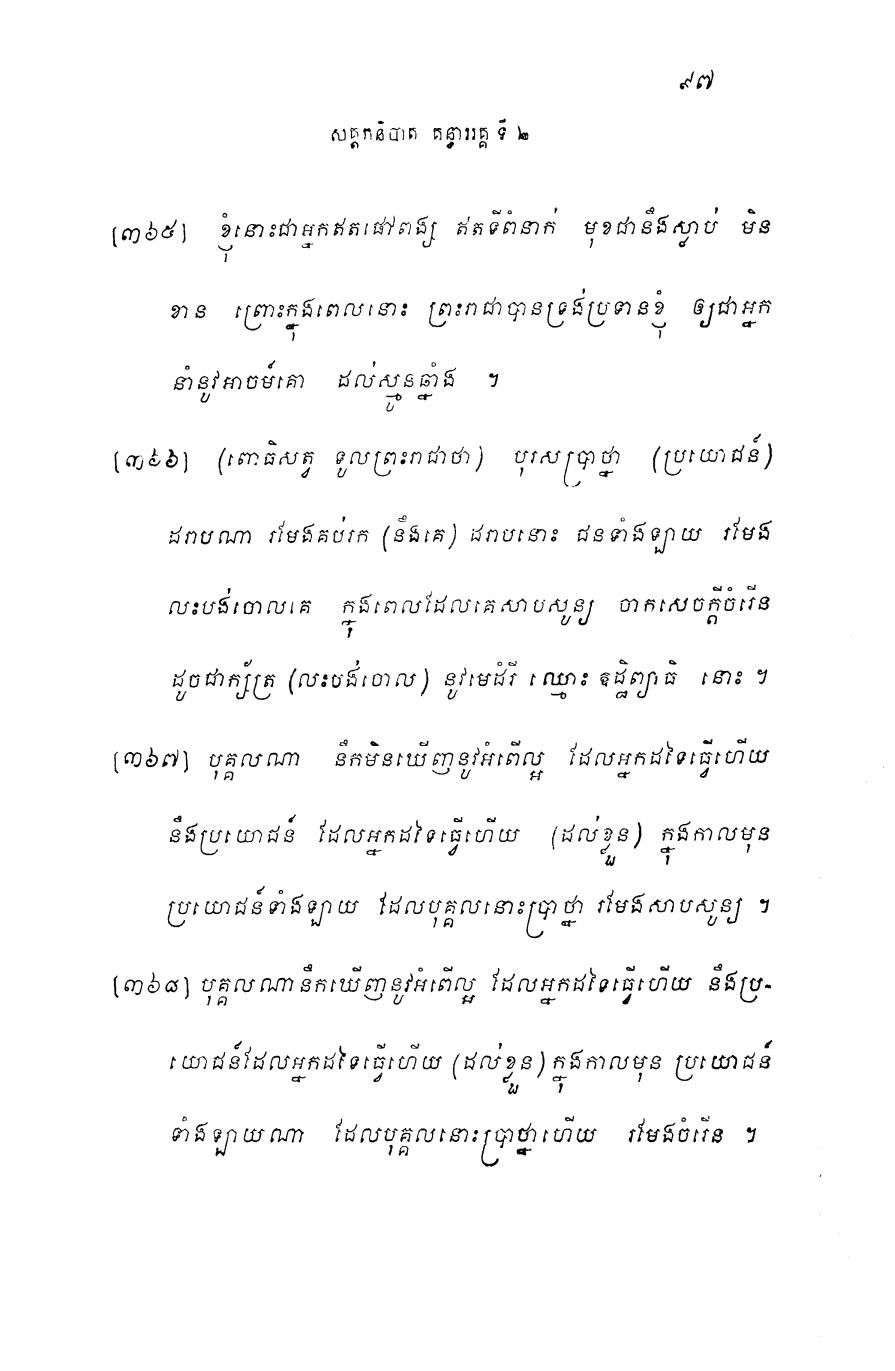 ៩៧
សត្តកនិបាត គន្ធារវគ្គ ទី ២
[៣៦៥] ខ្ញុំនោះជាអ្នកឥតផៅពង្ស ឥតទីពំនាក់ មុខជានឹងស្លាប់ មិន
ខាន ព្រោះក្នុងពេលនោះ ព្រះរាជាបានទ្រង់ប្រទានខ្ញុំ ឲ្យជាអ្នក
នាំនូវអាចម៍គោ ដល់ស្មូនឆ្នាំង ។
[៣៦៦] (ពោធិសត្វ ទូលព្រះរាជាថា) បុរសប្រាថ្នា (ប្រយោជន៍)
ដរាបណា រមែងគប់រក (នឹងគេ) ដរាបនោះ ជនទាំងឡាយ រមែង
លះបង់ចោលគេ ក្នុងពេលដែលគេសាបសូន្យ ចាកសេចក្តីចំរើន
ដូចជាក្ស័ត្រ (លះបង់ចោល) នូវមេដំរី ឈ្មោះ ឱដ្ឋិព្យាធិ នោះ ។
[៣៦៧] បុគ្គលណា នឹកមិនឃើញនូវអំពើល្អ ដែលអ្នកដទៃធ្វើហើយ
នឹងប្រយោជន៍ ដែលអ្នកដទៃធ្វើហើយ (ដល់ខ្លួន) ក្នុងកាលមុន
ប្រយោជន៍ទាំងឡាយ ដែលបុគ្គលនោះប្រាថ្នា រមែងសាបសូន្យ ។
[៣៦៨] បុគ្គលណានឹកឃើញនូវអំពើល្អ ដែលអ្នកដទៃធ្វើហើយ នឹងប្រ-
យោជន៍ដែលអ្នកដទៃធ្វើហើយ (ដល់ខ្លួន) ក្នុងកាលមុន ប្រយោជន៍
ទាំងឡាយណា ដែលបុគ្គលនោះប្រាថ្នាហើយ រមែងចំរើន ។